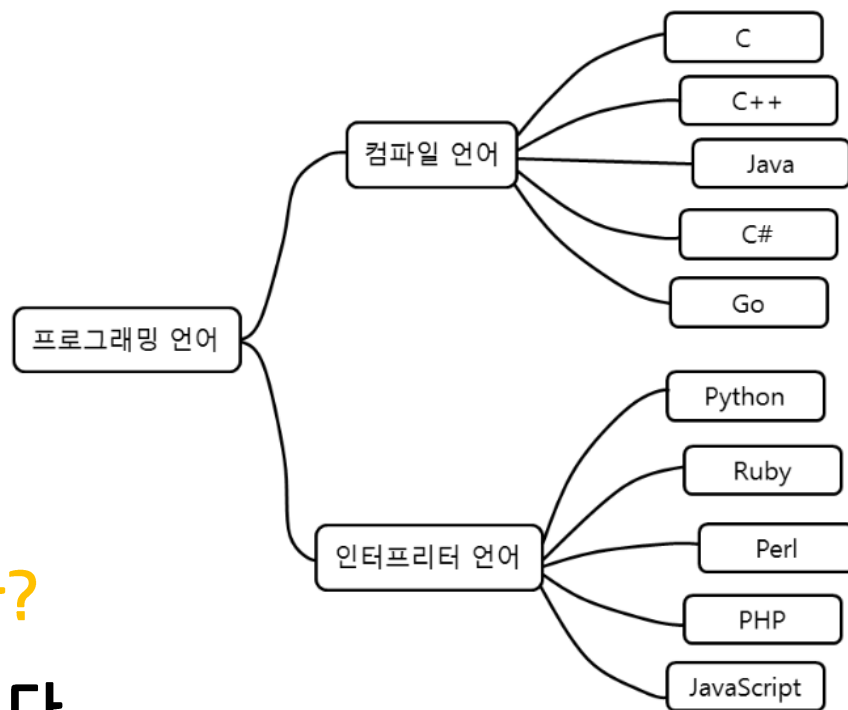 프로그래밍 언어
컴파일 언어
C
C++
Java
C#
Go
인터프리터 언어
Python
Ruby
Perl
PHP
JavaScript
?
다